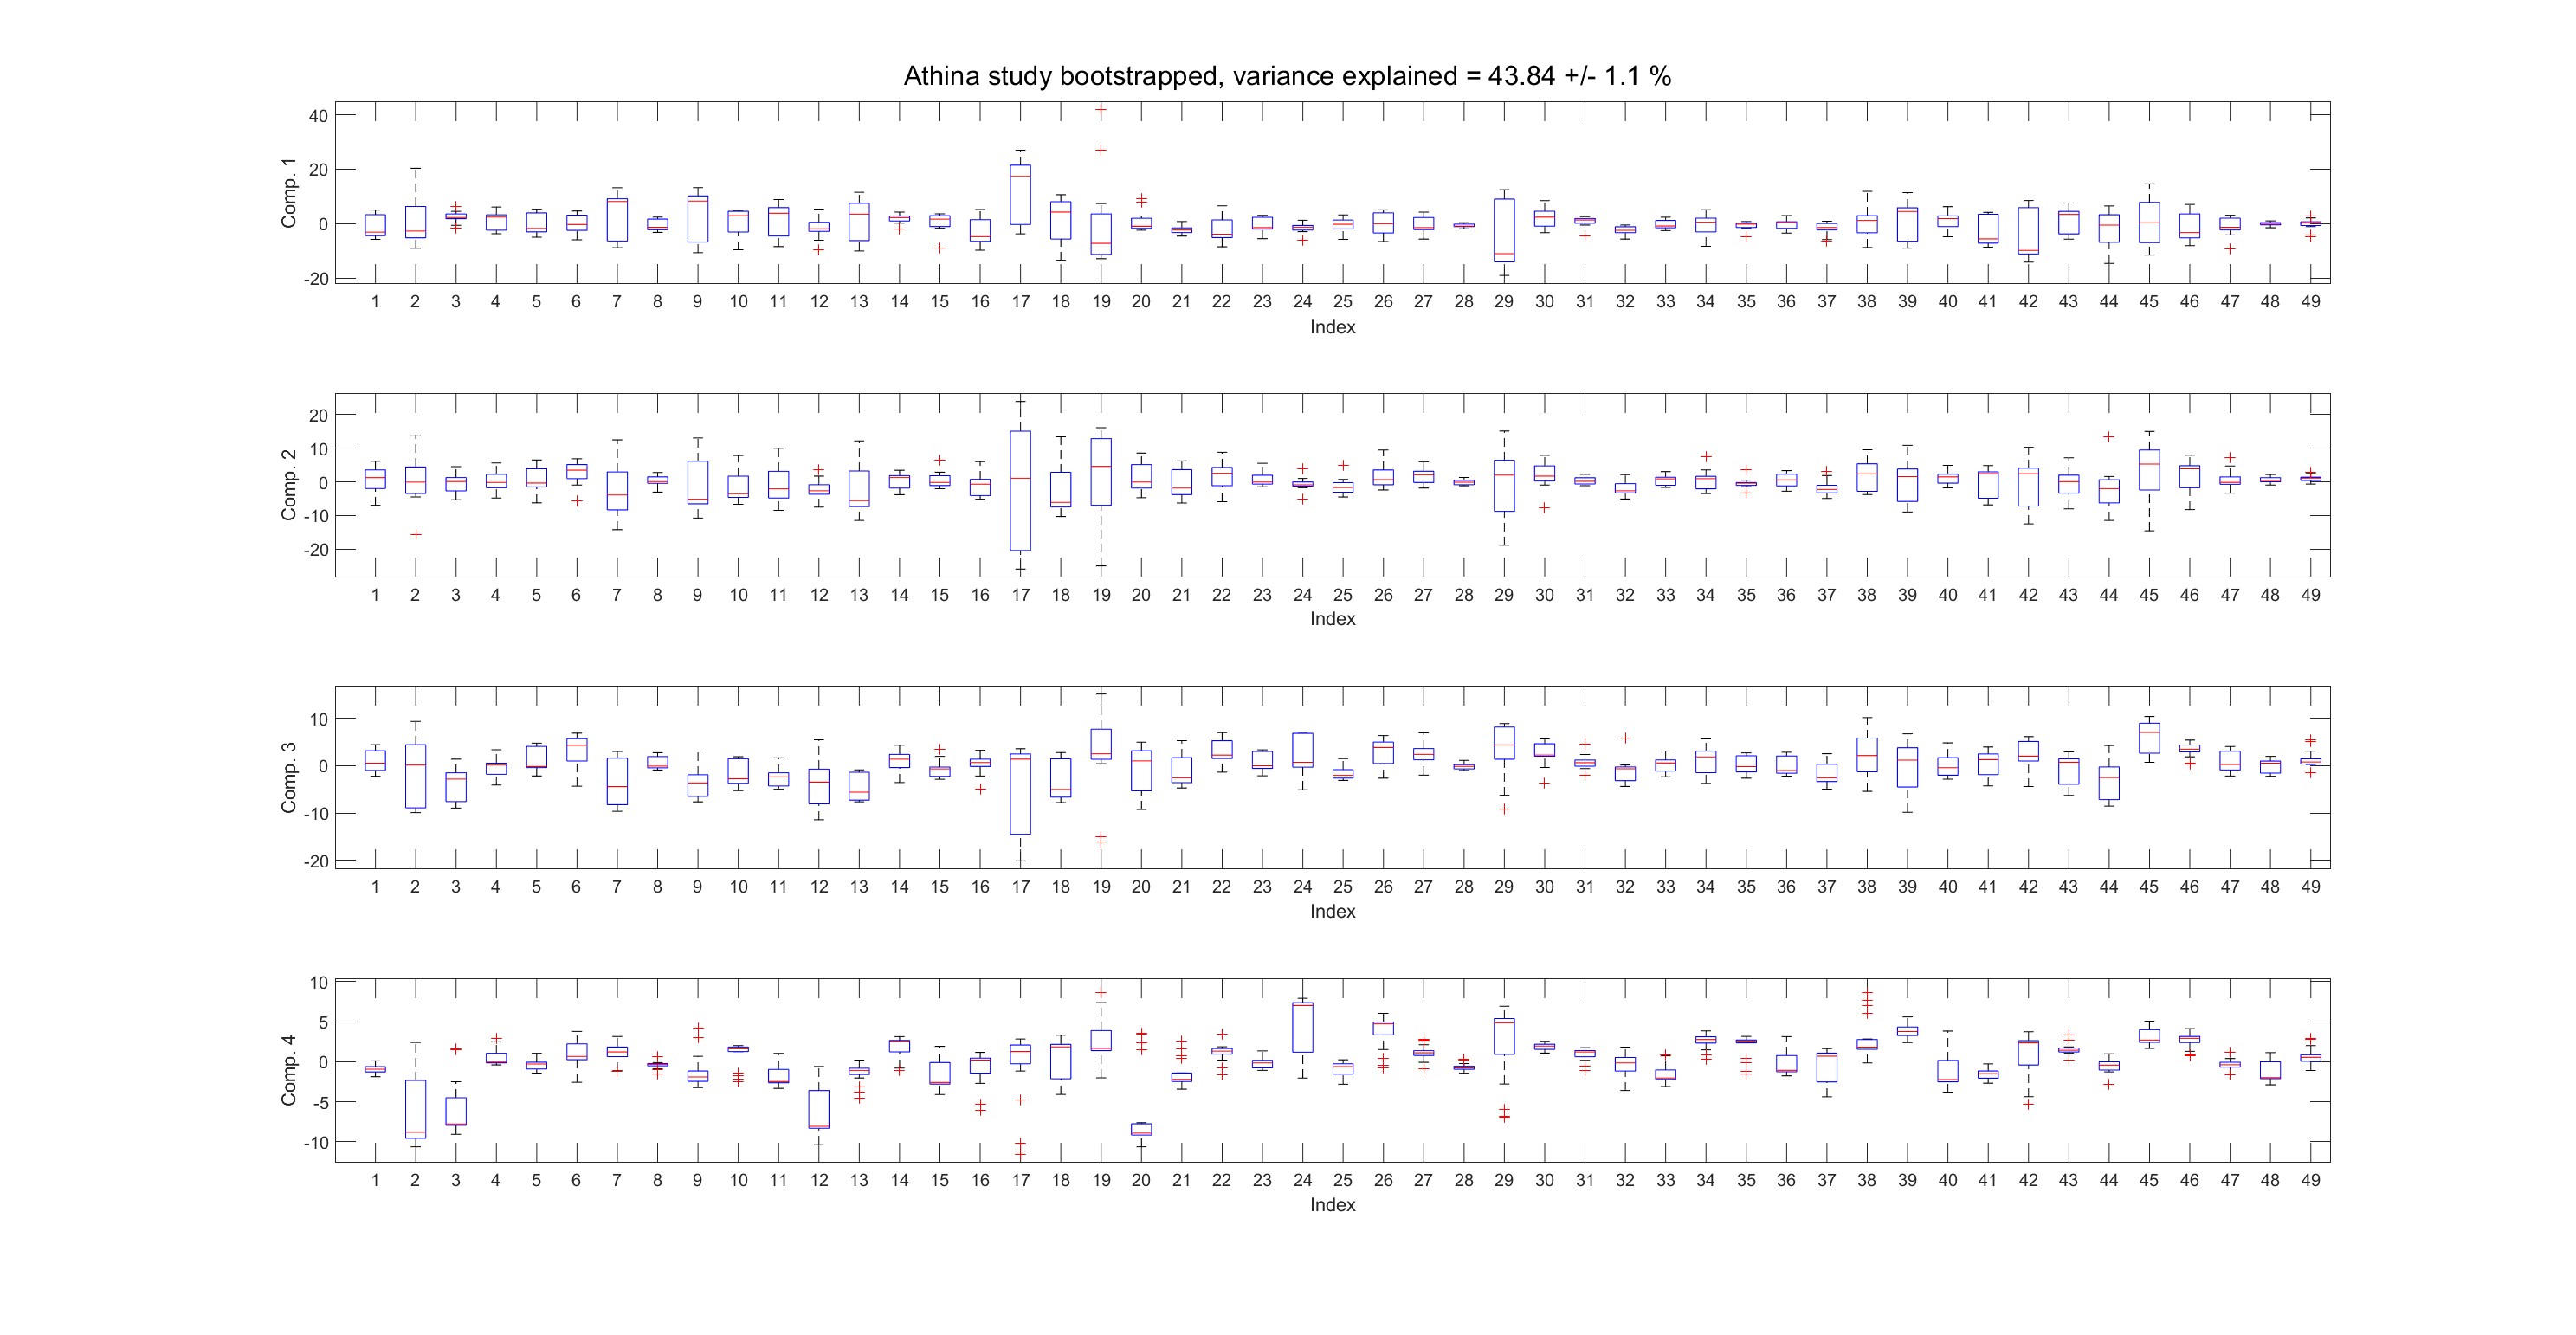 Athina study bootstrapped, variance explained = 43.84 +/- 1.1 %
Comp. 1
40
20
0
-20
1 2 3 4 5 6 7 8 9 10 11 12 13 14 15 16 17 18 19 20 21 22 23 24 25 26 27 28 29 30 31 32 33 34 35 36 37 38 39 40 41 42 43 44 45 46 47 48 49
Index
Comp. 2
20
10
0
-10
-20
1 2 3 4 5 6 7 8 9 10 11 12 13 14 15 16 17 18 19 20 21 22 23 24 25 26 27 28 29 30 31 32 33 34 35 36 37 38 39 40 41 42 43 44 45 46 47 48 49
Index
Comp. 3
10
0
-10
-20
1 2 3 4 5 6 7 8 9 10 11 12 13 14 15 16 17 18 19 20 21 22 23 24 25 26 27 28 29 30 31 32 33 34 35 36 37 38 39 40 41 42 43 44 45 46 47 48 49
Index
Comp. 4
10
5
0
-5
-10
1 2 3 4 5 6 7 8 9 10 11 12 13 14 15 16 17 18 19 20 21 22 23 24 25 26 27 28 29 30 31 32 33 34 35 36 37 38 39 40 41 42 43 44 45 46 47 48 49
Index